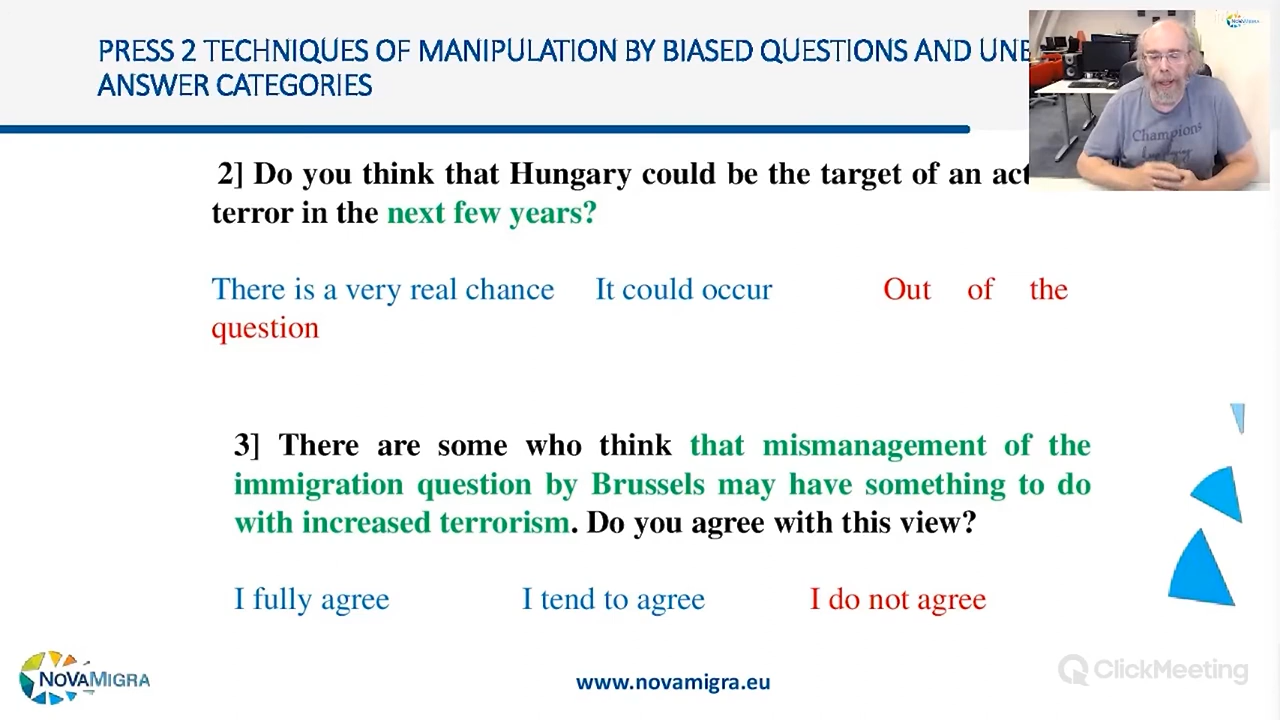 PRESS 2 TECHNIQUES OF MANIPULATION BY BIASED QUESTIONS AND
ANSWER CATEGORIES
NOVAMIGRA
Champions
2] Do you think that Hungary could be the target of an act
terror in the next few years?
There is a very real chance It could occur Out of the
question
3] There are some who think that mismanagement of the
immigration question by Brussels may have something to do
with increased terrorism. Do you agree with this view?
I fully agree I tend to agree I do not agree
NOVAMIGRA
www.novamigra.eu
ClickMeeting